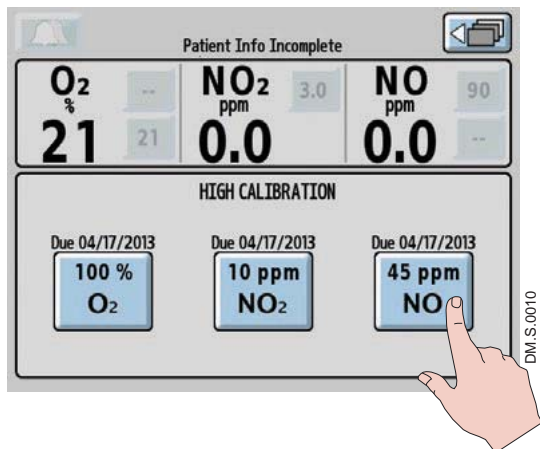 Patient Info Incomplete
O2 % -- 21 21
NO2 ppm 3.0 0.0
NO ppm 90 -- 0.0
HIGH CALIBRATION
Due 04/17/2013 Due 04/17/2013 Due 04/17/2013
100 % 10 ppm 45 ppm
O2 NO2 NO
DM.S.0010